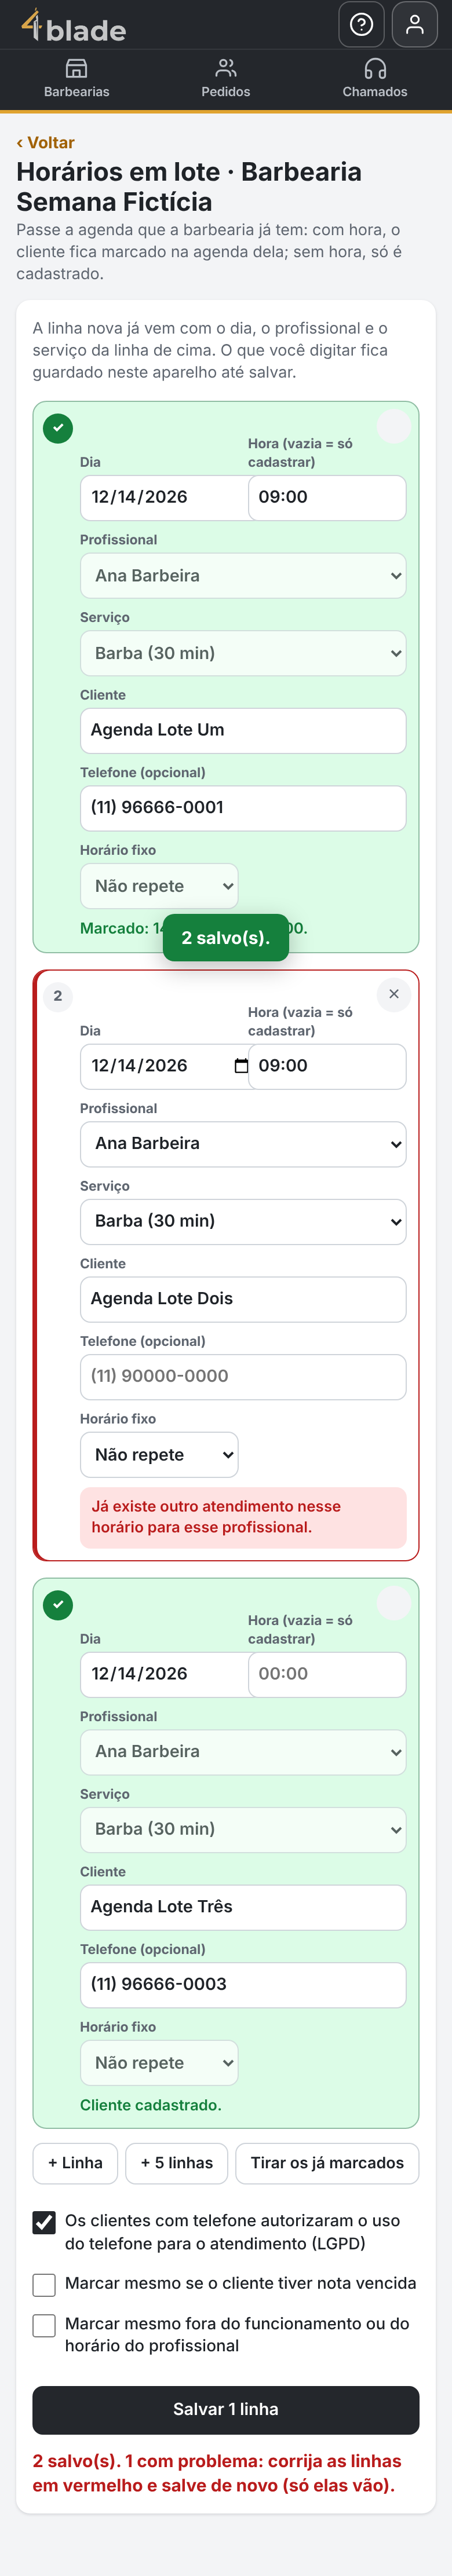 4blade
Barbearias
Pedidos
Chamados
‹ Voltar
Horários em lote · Barbearia
Semana Fictícia
Passe a agenda que a barbearia já tem: com hora, o
cliente fica marcado na agenda dela; sem hora, só é
cadastrado.
A linha nova já vem com o dia, o profissional e o
serviço da linha de cima. O que você digitar fica
guardado neste aparelho até salvar.
Hora (vazia = só
Dia cadastrar)
12/14/2026 09:00
Profissional
Ana Barbeira
Serviço
Barba (30 min)
Cliente
Agenda Lote Um
Telefone (opcional)
(11) 96666-0001
Horário fixo
Não repete
Marcado:
2 salvo(s).
2
Hora (vazia = só
Dia cadastrar)
12/14/2026 09:00
Profissional
Ana Barbeira
Serviço
Barba (30 min)
Cliente
Agenda Lote Dois
Telefone (opcional)
(11) 90000-0000
Horário fixo
Não repete
Já existe outro atendimento nesse
horário para esse profissional.
Hora (vazia = só
Dia cadastrar)
12/14/2026 00:00
Profissional
Ana Barbeira
Serviço
Barba (30 min)
Cliente
Agenda Lote Três
Telefone (opcional)
(11) 96666-0003
Horário fixo
Não repete
Cliente cadastrado.
+ Linha
+ 5 linhas
Tirar os já marcados
Os clientes com telefone autorizaram o uso
do telefone para o atendimento (LGPD)
Marcar mesmo se o cliente tiver nota vencida
Marcar mesmo fora do funcionamento ou do
horário do profissional
Salvar 1 linha
2 salvo(s). 1 com problema: corrija as linhas
em vermelho e salve de novo (só elas vão).